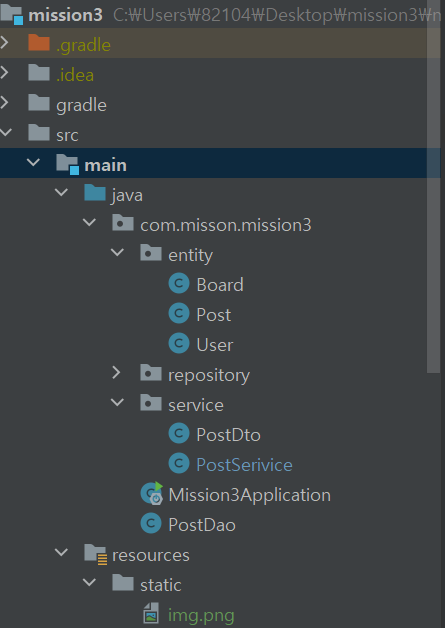 mission3 C:₩Users₩82104₩Desktop₩mission3₩
.gradle
.idea
gradle
src
main
java
com.misson.mission3
entity
Board
Post
User
repository
service
PostDto
PostSerivice
Mission3Application
PostDao
resources
static
img.png